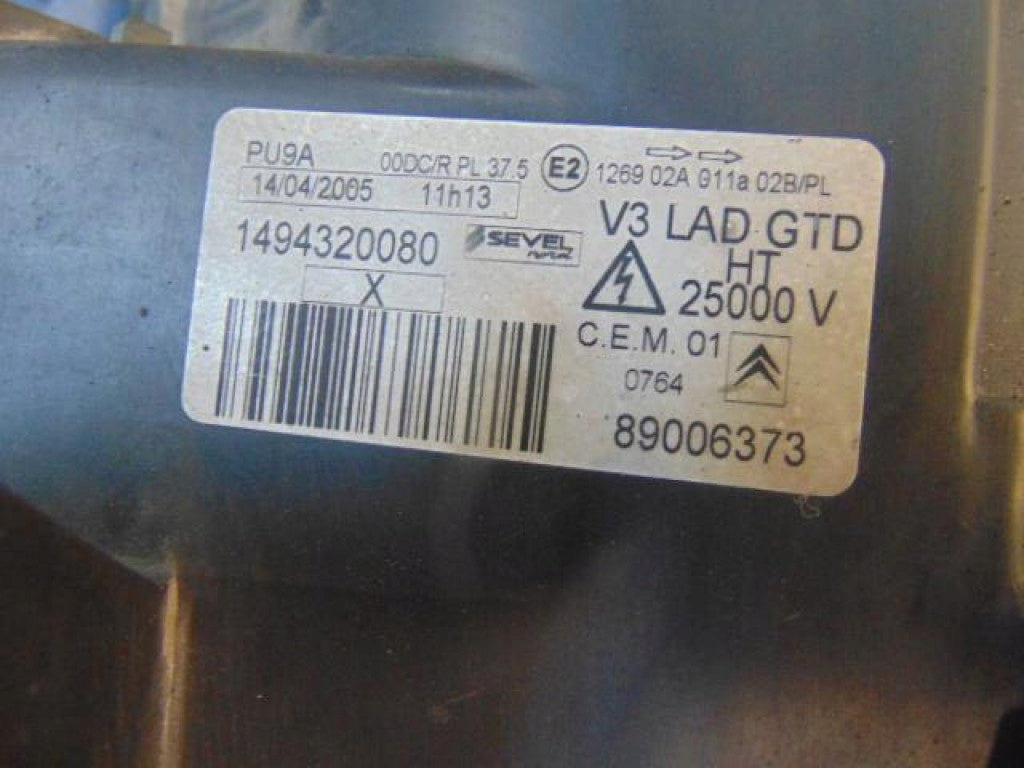 PU9A 00DC/R PL 37.5 E2 1269 02A 011a 02B/PL
14/04/2005 11h13
V3 LAD GTD
1494320080 SEVEL
HT
X
25000 V
C.E.M. 01
0764
89006373